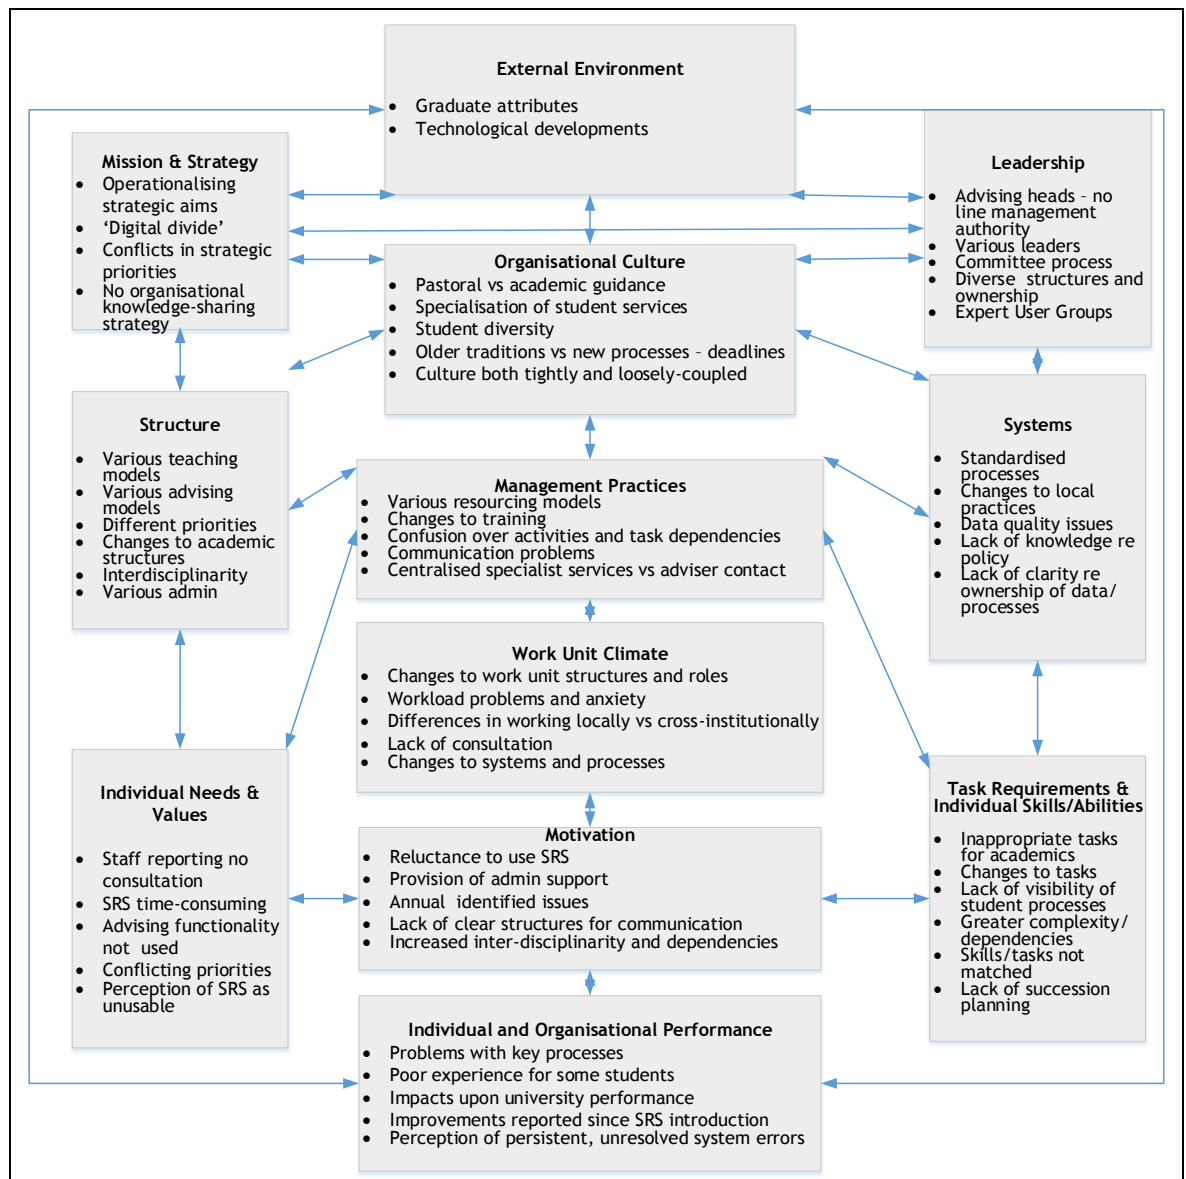 External Environment
• Graduate attributes
• Technological developments
Mission & Strategy
• Operationalising
strategic aims
• ‘Digital divide’
• Conflicts in strategic
priorities
• No organisational
knowledge-sharing
strategy
Leadership
• Advising heads – no
line management
authority
• Various leaders
• Committee process
• Diverse structures and
ownership
• Expert User Groups
Organisational Culture
• Pastoral vs academic guidance
• Specialisation of student services
• Student diversity
• Older traditions vs new processes – deadlines
• Culture both tightly and loosely-coupled
Structure
• Various teaching
models
• Various advising
models
• Different priorities
• Changes to academic
structures
• Interdisciplinarity
• Various admin
Management Practices
• Various resourcing models
• Changes to training
• Confusion over activities and task dependencies
• Communication problems
• Centralised specialist services vs adviser contact
Systems
• Standardised
processes
• Changes to local
practices
• Data quality issues
• Lack of knowledge re
policy
• Lack of clarity re
ownership of data/
processes
Work Unit Climate
• Changes to work unit structures and roles
• Workload problems and anxiety
• Differences in working locally vs cross-institutionally
• Lack of consultation
• Changes to systems and processes
Individual Needs &
Values
• Staff reporting no
consultation
• SRS time-consuming
• Advising functionality
not used
• Conflicting priorities
• Perception of SRS as
unusable
Motivation
• Reluctance to use SRS
• Provision of admin support
• Annual identified issues
• Lack of clear structures for communication
• Increased inter-disciplinarity and dependencies
Task Requirements &
Individual Skills/Abilities
• Inappropriate tasks
for academics
• Changes to tasks
• Lack of visibility of
student processes
• Greater complexity/
dependencies
• Skills/tasks not
matched
• Lack of succession
planning
Individual and Organisational Performance
• Problems with key processes
• Poor experience for some students
• Impacts upon university performance
• Improvements reported since SRS introduction
• Perception of persistent, unresolved system errors